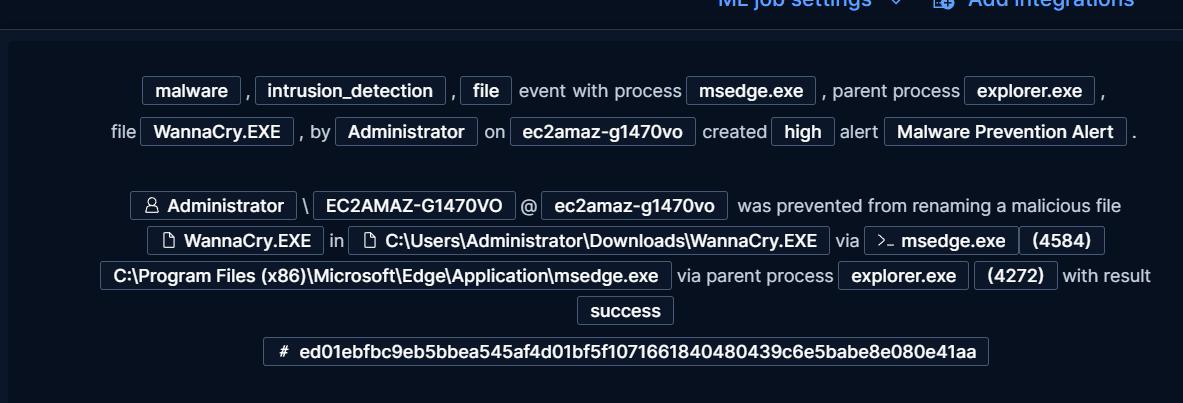 ML job settings Add integrations
malware , intrusion_detection , file event with process msedge.exe , parent process explorer.exe ,
file WannaCry.EXE , by Administrator on ec2amaz-g1470vo created high alert Malware Prevention Alert .
Administrator \ EC2AMAZ-G1470VO @ ec2amaz-g1470vo was prevented from renaming a malicious file
WannaCry.EXE in C:\Users\Administrator\Downloads\WannaCry.EXE via >_ msedge.exe (4584)
C:\Program Files (x86)\Microsoft\Edge\Application\msedge.exe via parent process explorer.exe (4272) with result
success
# ed01ebfbc9eb5bbea545af4d01bf5f1071661840480439c6e5babe8e080e41aa